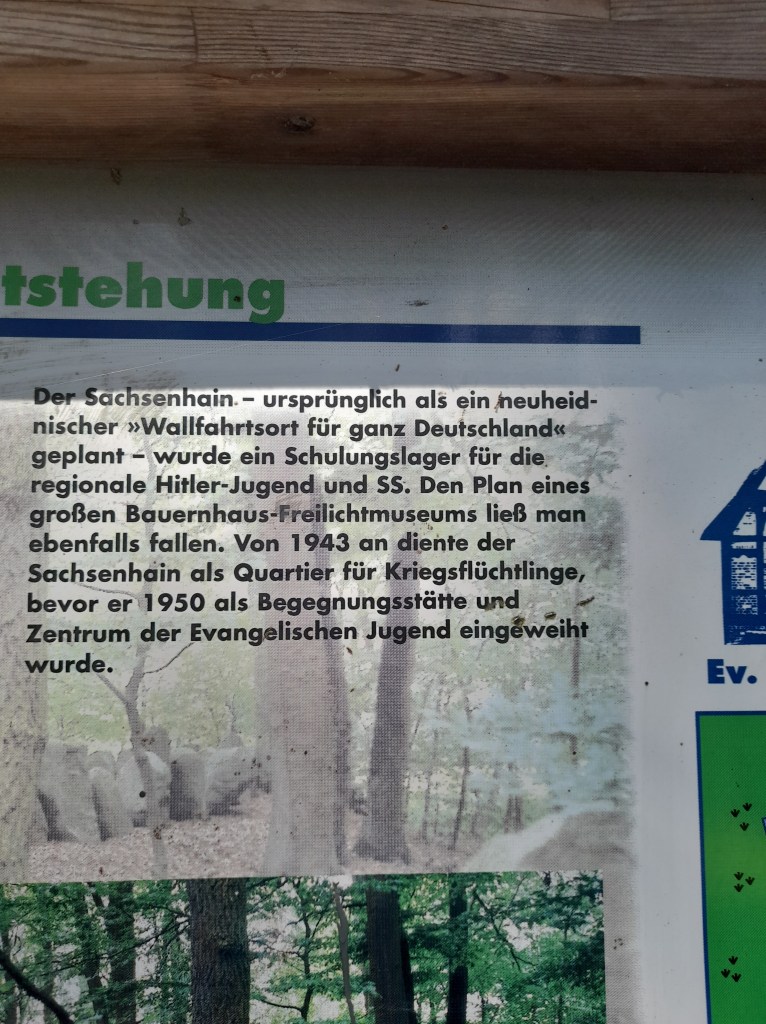 tstehung
Der Sachsenhain – ursprünglich als ein neuheid-
nischer »Wallfahrtsort für ganz Deutschland«
geplant – wurde ein Schulungslager für die
regionale Hitler-Jugend und SS. Den Plan eines
großen Bauernhaus-Freilichtmuseums ließ man
ebenfalls fallen. Von 1943 an diente der
Sachsenhain als Quartier für Kriegsflüchtlinge,
bevor er 1950 als Begegnungsstätte und
Zentrum der Evangelischen Jugend eingeweiht
wurde.
Ev.